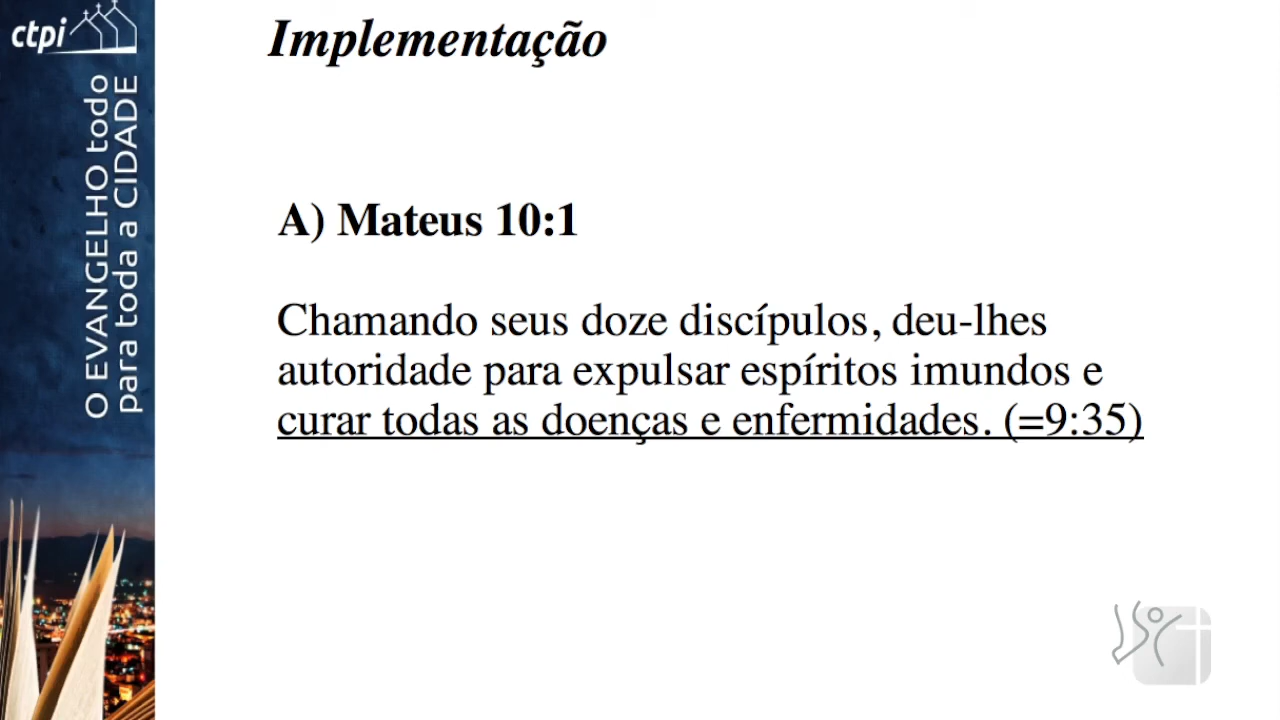 ctpi
O EVANGELHO todo
para toda a CIDADE
Implementação
A) Mateus 10:1
Chamando seus doze discípulos, deu-lhes
autoridade para expulsar espíritos imundos e
curar todas as doenças e enfermidades. (=9:35)